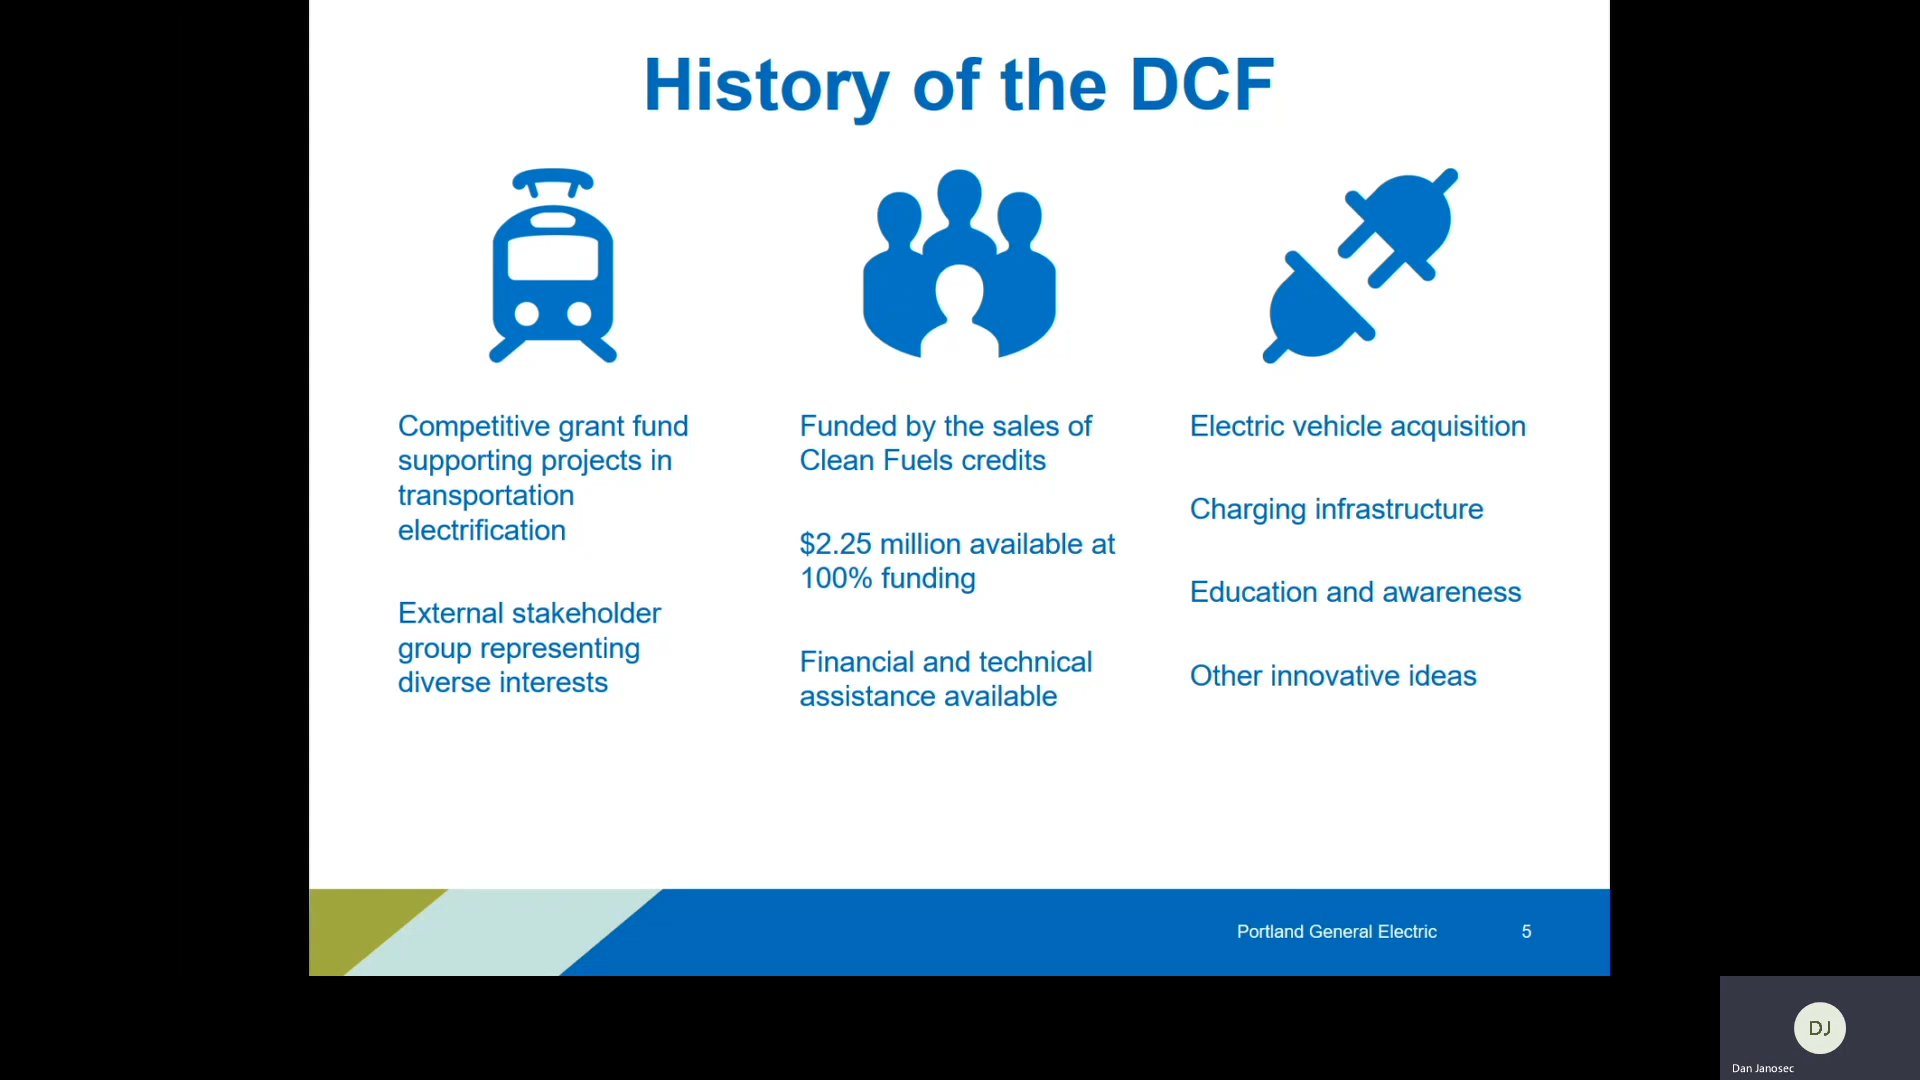 History of the DCF
Competitive grant fund
supporting projects in
transportation
electrification
External stakeholder
group representing
diverse interests
Funded by the sales of
Clean Fuels credits
$2.25 million available at
100% funding
Financial and technical
assistance available
Electric vehicle acquisition
Charging infrastructure
Education and awareness
Other innovative ideas
Portland General Electric
5
DJ
Dan Janosec